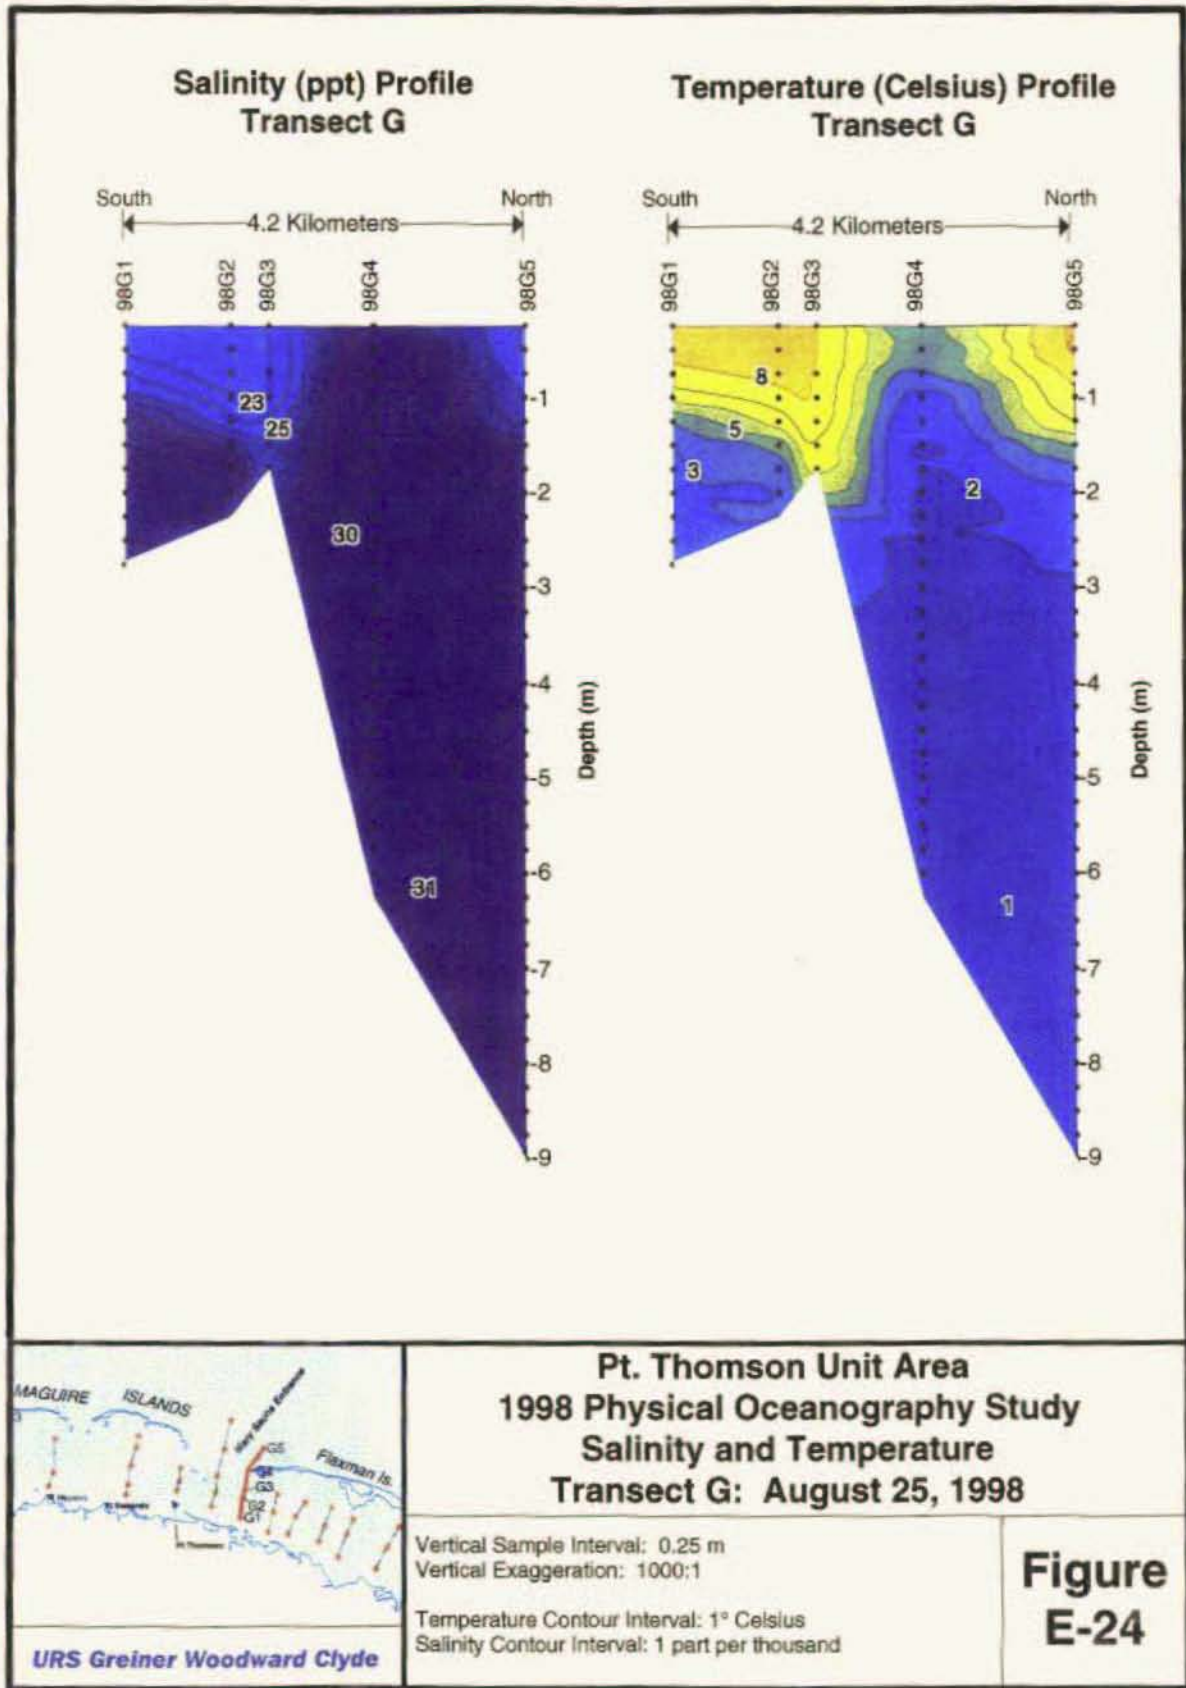 Salinity (ppt) Profile
Transect G
South
North
4.2 Kilometers
98G1
98G2
98G3
98G4
98G5
23
25
30
31
-1
-2
-3
-4
-5
-6
-7
-8
-9
Depth (m)
Temperature (Celsius) Profile
Transect G
South
North
4.2 Kilometers
98G1
98G2
98G3
98G4
98G5
8
5
3
2
1
-1
-2
-3
-4
-5
-6
-7
-8
-9
Depth (m)
MAGUIRE ISLANDS
Entrance
Flaxman Is.
G5
G3
G2
URS Greiner Woodward Clyde
Pt. Thomson Unit Area
1998 Physical Oceanography Study
Salinity and Temperature
Transect G: August 25, 1998
Vertical Sample Interval: 0.25 m
Vertical Exaggeration: 1000:1
Temperature Contour Interval: 1° Celsius
Salinity Contour Interval: 1 part per thousand
Figure
E-24